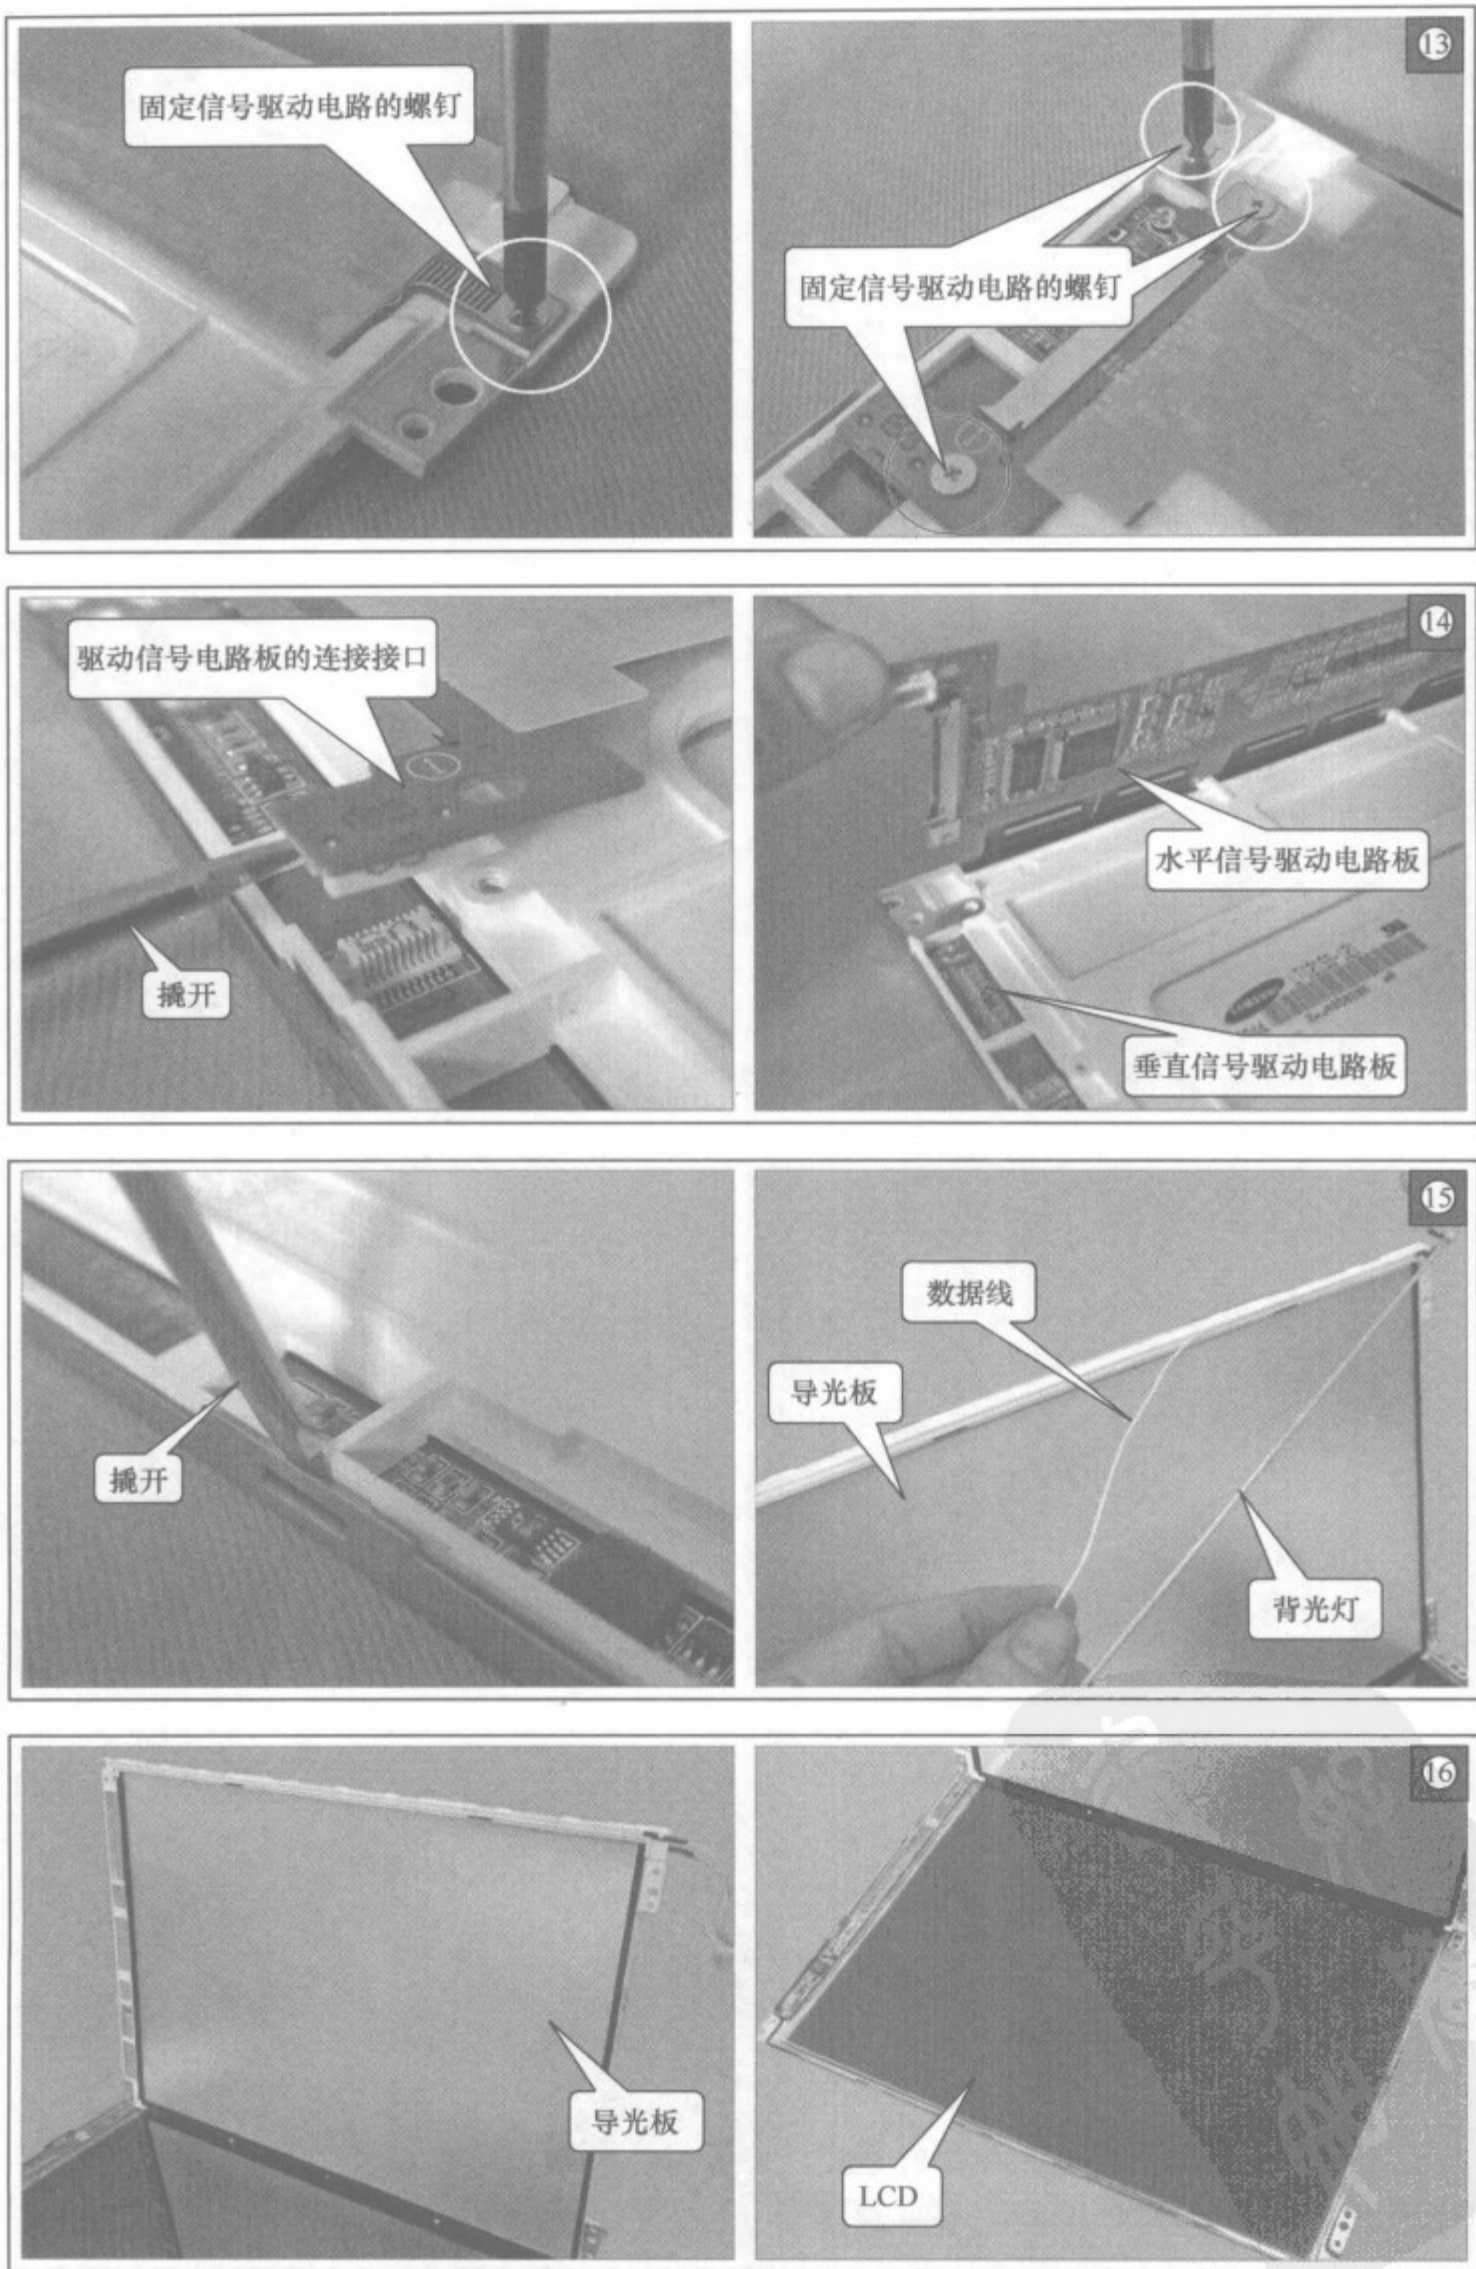 固定信号驱动电路的螺钉
⑬
固定信号驱动电路的螺钉
驱动信号电路板的连接接口
撬开
⑭
水平信号驱动电路板
垂直信号驱动电路板
撬开
⑮
数据线
导光板
背光灯
导光板
⑯
LCD